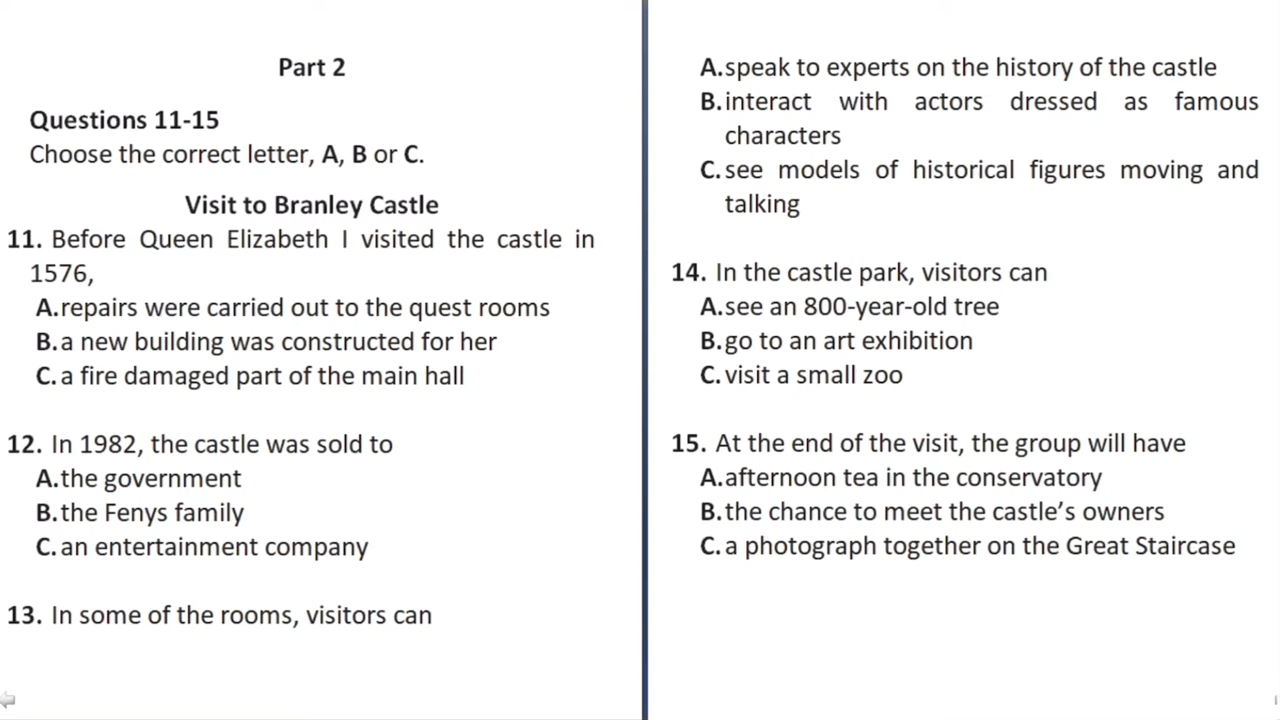 Part 2
Questions 11-15
Choose the correct letter, A, B or C.
Visit to Branley Castle
11. Before Queen Elizabeth I visited the castle in
1576,
A. repairs were carried out to the quest rooms
B. a new building was constructed for her
C. a fire damaged part of the main hall
12. In 1982, the castle was sold to
A. the government
B. the Fenys family
C. an entertainment company
13. In some of the rooms, visitors can
A. speak to experts on the history of the castle
B. interact with actors dressed as famous
characters
C. see models of historical figures moving and
talking
14. In the castle park, visitors can
A. see an 800-year-old tree
B. go to an art exhibition
C. visit a small zoo
15. At the end of the visit, the group will have
A. afternoon tea in the conservatory
B. the chance to meet the castle’s owners
C. a photograph together on the Great Staircase